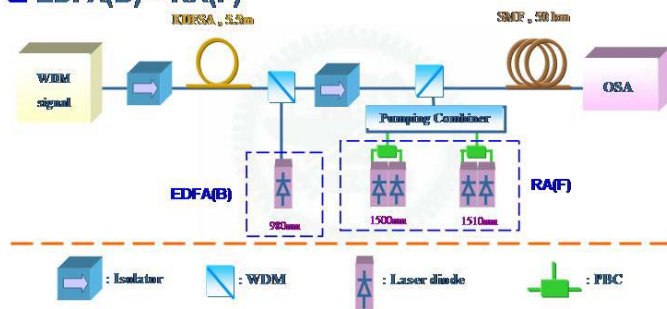 EDFA(B) RA(F)
5.5m
SMF, 50 km
WDM
signal
OSA
Pumping Combiner
EDFA(B)
980nm
1500nm
1510nm
RA(F)
: Isolator
: WDM
: Laser diode
: PBC